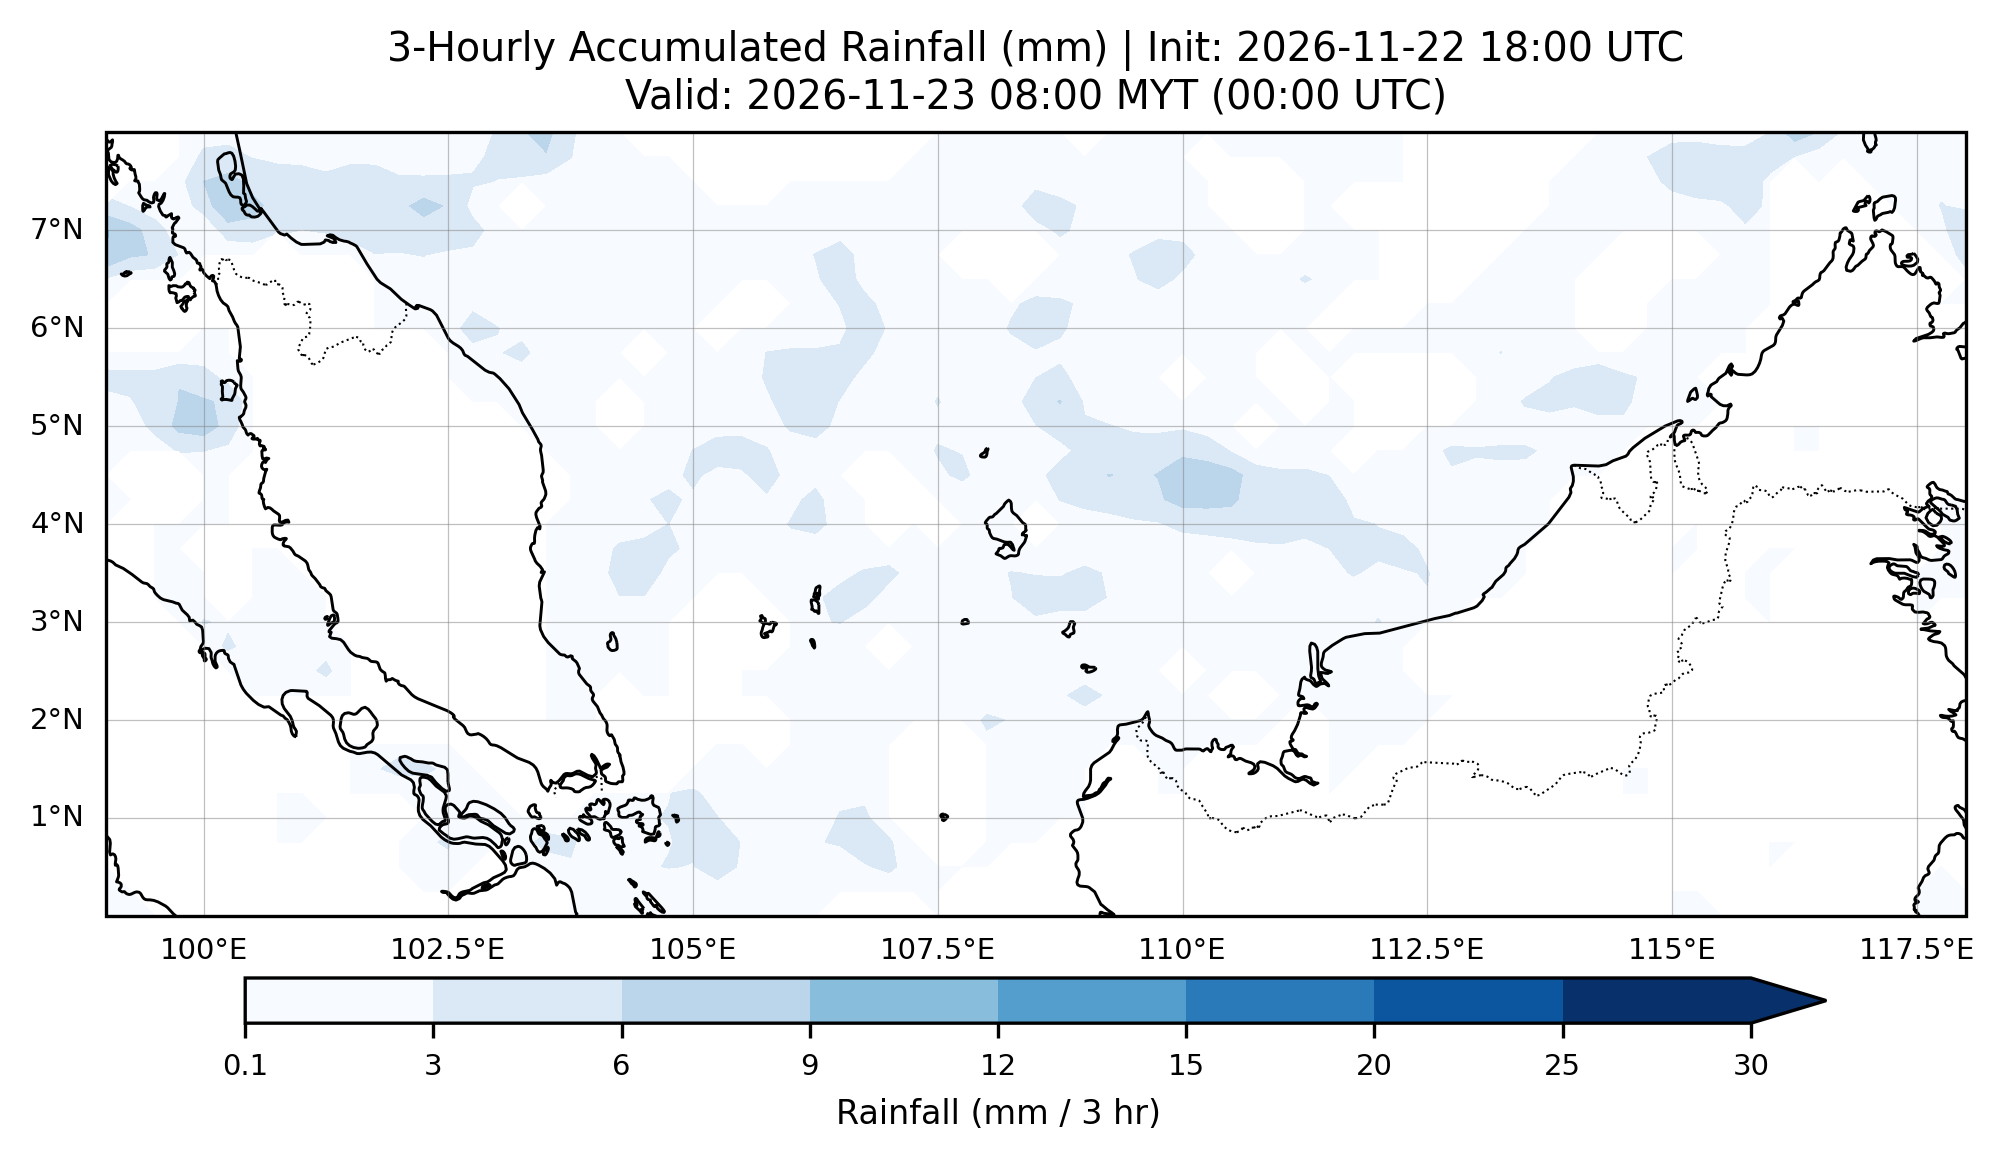 3-Hourly Accumulated Rainfall (mm) | Init: 2026-11-22 18:00 UTC
Valid: 2026-11-23 08:00 MYT (00:00 UTC)
7°N
6°N
5°N
4°N
3°N
2°N
1°N
100°E 102.5°E 105°E 107.5°E 110°E 112.5°E 115°E 117.5°E
0.1 3 6 9 12 15 20 25 30
Rainfall (mm / 3 hr)